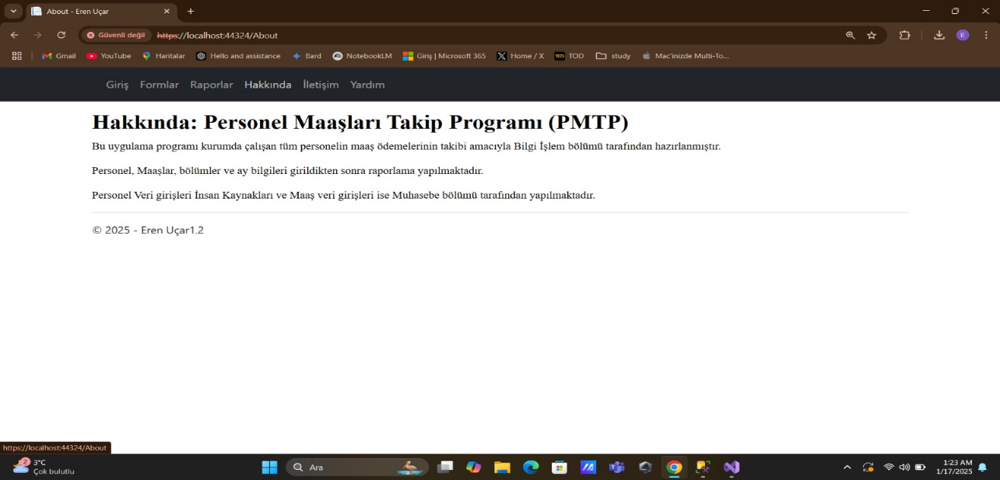 About - Eren Uçar
Güvenli değil https://localhost:44324/About
E
Gmail YouTube Haritalar Hello and assistance Bard NotebookLM Giriş | Microsoft 365 Home / X TOD study Mac'inizde Multi-To...
Giriş Formlar Raporlar Hakkında İletişim Yardım
Hakkında: Personel Maaşları Takip Programı (PMTP)
Bu uygulama programı kurumda çalışan tüm personelin maaş ödemelerinin takibi amacıyla Bilgi İşlem bölümü tarafından hazırlanmıştır.
Personel, Maaşlar, bölümler ve ay bilgileri girildikten sonra raporlama yapılmaktadır.
Personel Veri girişleri İnsan Kaynakları ve Maaş veri girişleri ise Muhasebe bölümü tarafından yapılmaktadır.
© 2025 - Eren Uçar1.2
https://localhost:44324/About
2
3°C
Çok bulutlu
Ara
1:23 AM
1/17/2025